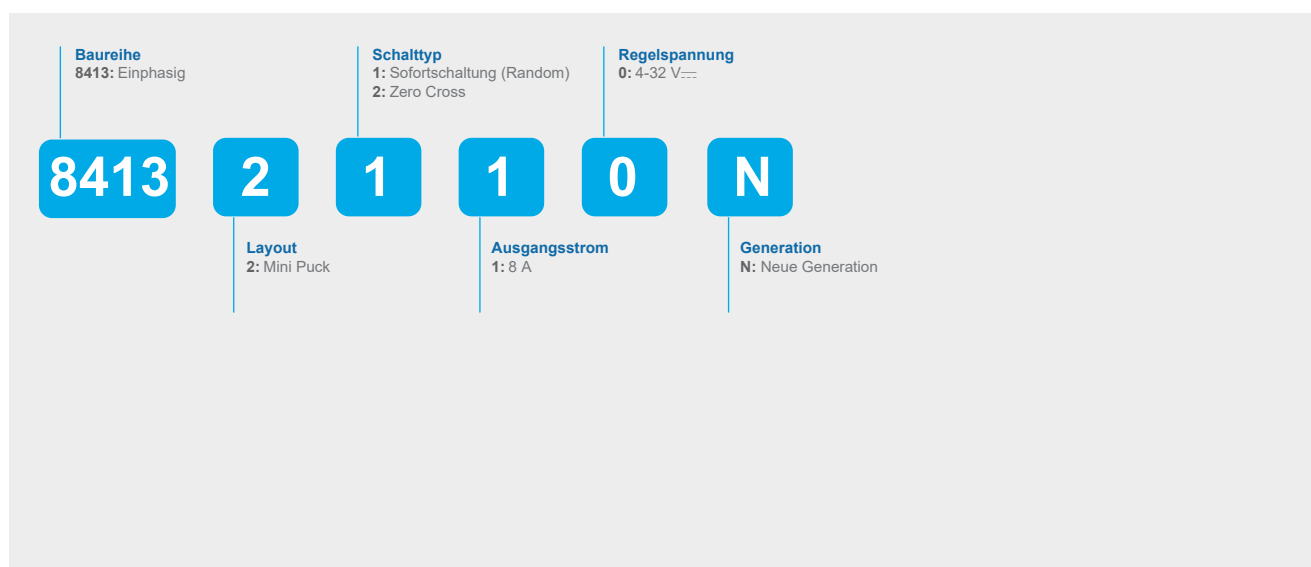 Baureihe
8413: Einphasig
Schalttyp
1: Sofortschaltung (Random)
2: Zero Cross
Regelspannung
0: 4-32 V⎓
8413 2 1 1 0 N
Layout
2: Mini Puck
Ausgangsstrom
1: 8 A
Generation
N: Neue Generation